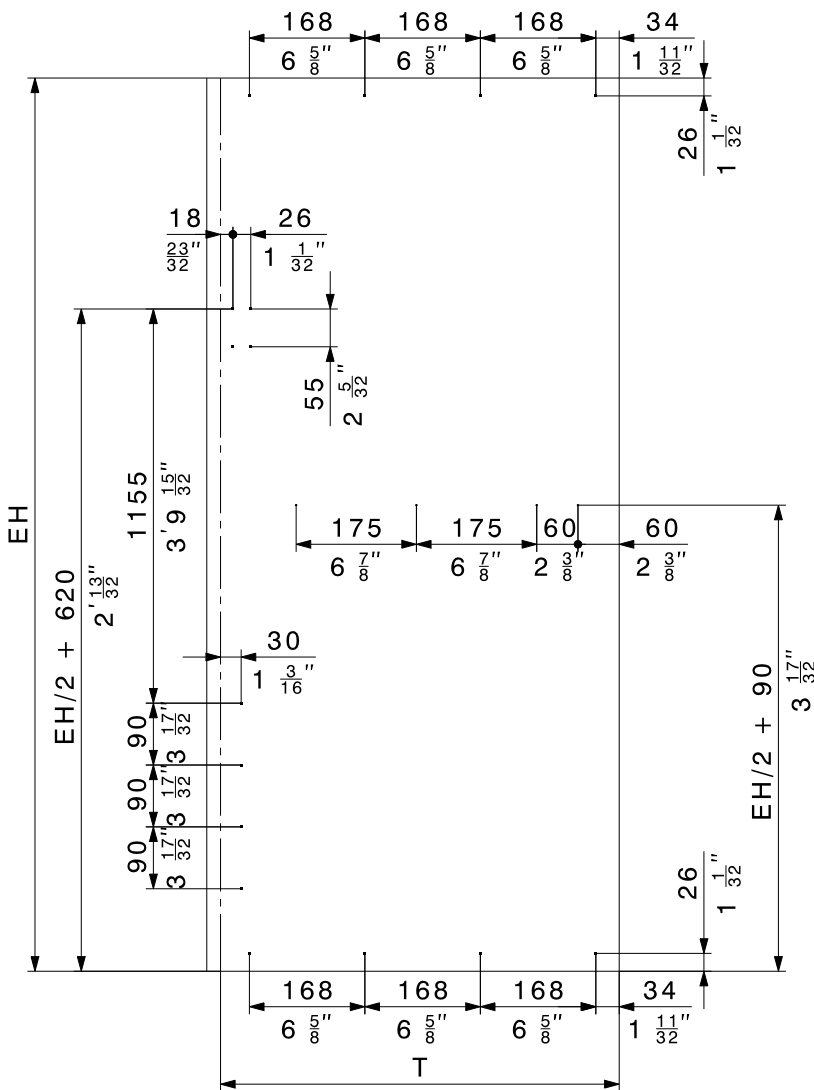 168 168 168 34
6 5/8" 6 5/8" 6 5/8" 1 11/32"
26
1 1/32"
18 26
23/32" 1 1/32"
55
2 5/32"
1155
3'9 15/32"
EH
175 175 60 60
6 7/8" 6 7/8" 2 3/8" 2 3/8"
EH/2 + 620
2'13/32"
30
1 3/16"
EH/2 + 90
3 17/32"
90
3 17/32"
90
3 17/32"
90
3 17/32"
26
1 1/32"
168 168 168 34
6 5/8" 6 5/8" 6 5/8" 1 11/32"
T